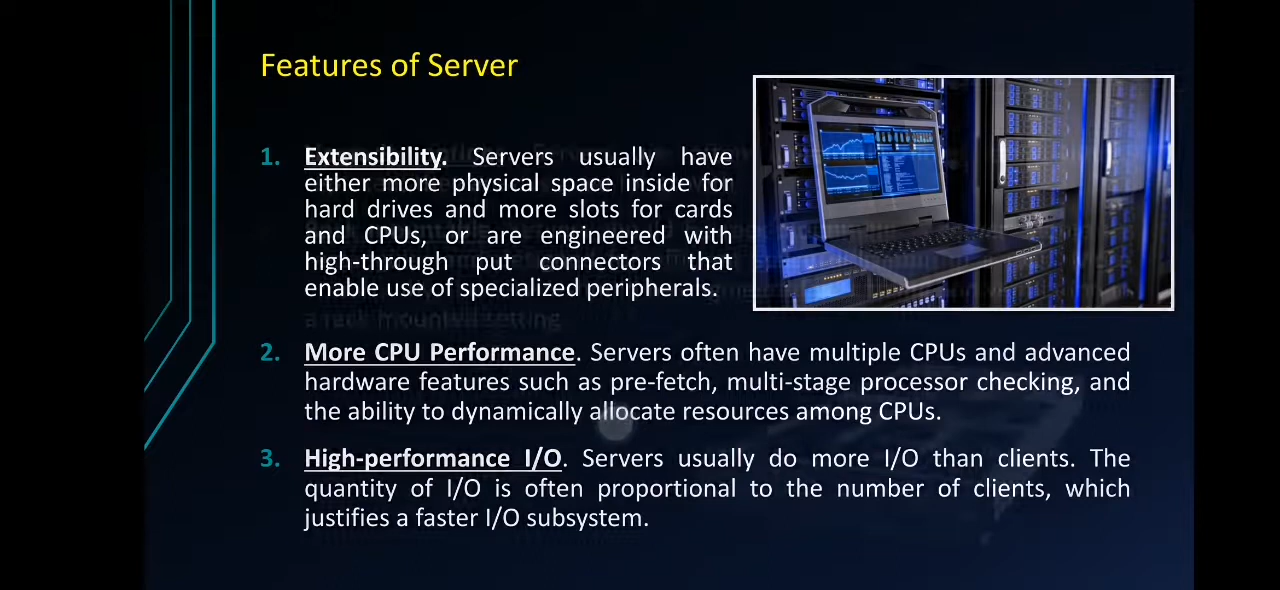 Features of Server
1. Extensibility. Servers usually have
either more physical space inside for
hard drives and more slots for cards
and CPUs, or are engineered with
high-through put connectors that
enable use of specialized peripherals.
a rack mounted setting
2. More CPU Performance. Servers often have multiple CPUs and advanced
hardware features such as pre-fetch, multi-stage processor checking, and
the ability to dynamically allocate resources among CPUs.
3. High-performance I/O. Servers usually do more I/O than clients. The
quantity of I/O is often proportional to the number of clients, which
justifies a faster I/O subsystem.